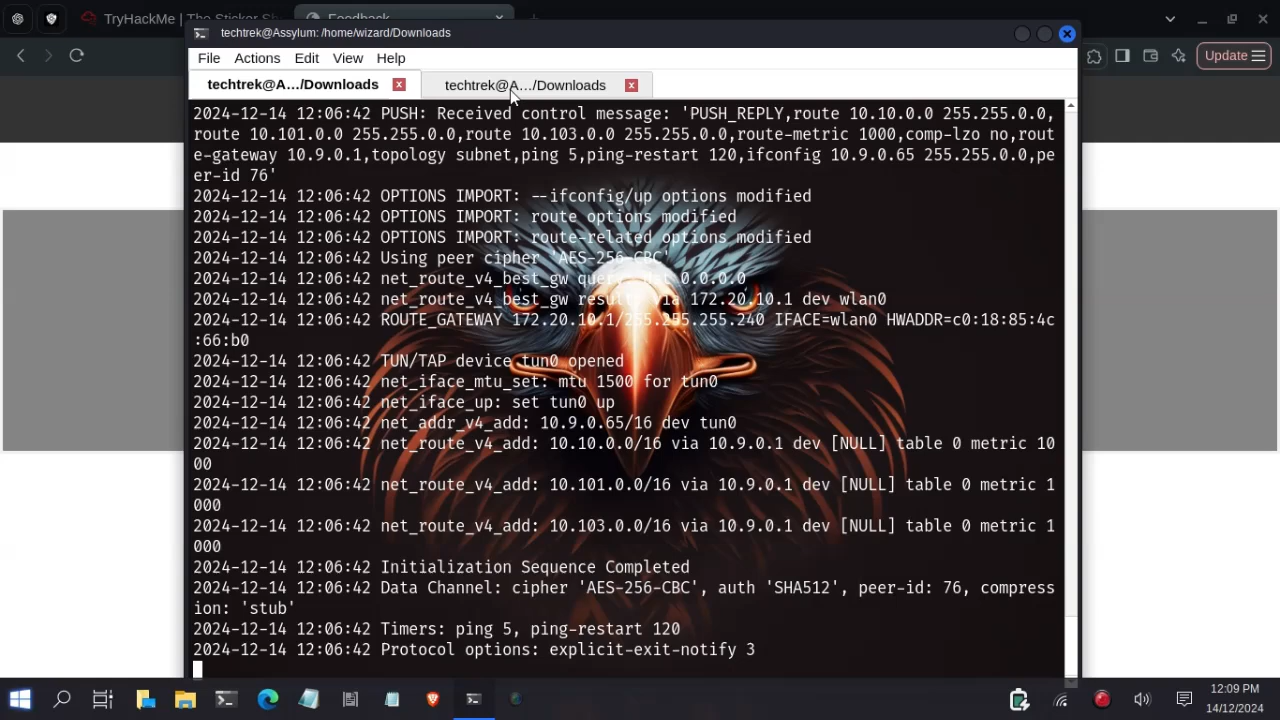 TryHackMe | The Sticker Sh
Feedback
techtrek@Assylum: /home/wizard/Downloads
File Actions Edit View Help
Update
techtrek@A.../Downloads
techtrek@A.../Downloads
2024-12-14 12:06:42 PUSH: Received control message: 'PUSH_REPLY,route 10.10.0.0 255.255.0.0,
route 10.101.0.0 255.255.0.0,route 10.103.0.0 255.255.0.0,route-metric 1000,comp-lzo no,rout
e-gateway 10.9.0.1,topology subnet,ping 5,ping-restart 120,ifconfig 10.9.0.65 255.255.0.0,pe
er-id 76'
2024-12-14 12:06:42 OPTIONS IMPORT: --ifconfig/up options modified
2024-12-14 12:06:42 OPTIONS IMPORT: route options modified
2024-12-14 12:06:42 OPTIONS IMPORT: route-related options modified
2024-12-14 12:06:42 Using peer cipher 'AES-256-CBC'
2024-12-14 12:06:42 net_route_v4_best_gw query: dst 0.0.0.0
2024-12-14 12:06:42 net_route_v4_best_gw result: via 172.20.10.1 dev wlan0
2024-12-14 12:06:42 ROUTE_GATEWAY 172.20.10.1/255.255.255.240 IFACE=wlan0 HWADDR=c0:18:85:4c
:66:b0
2024-12-14 12:06:42 TUN/TAP device tun0 opened
2024-12-14 12:06:42 net_iface_mtu_set: mtu 1500 for tun0
2024-12-14 12:06:42 net_iface_up: set tun0 up
2024-12-14 12:06:42 net_addr_v4_add: 10.9.0.65/16 dev tun0
2024-12-14 12:06:42 net_route_v4_add: 10.10.0.0/16 via 10.9.0.1 dev [NULL] table 0 metric 10
00
2024-12-14 12:06:42 net_route_v4_add: 10.101.0.0/16 via 10.9.0.1 dev [NULL] table 0 metric 1
000
2024-12-14 12:06:42 net_route_v4_add: 10.103.0.0/16 via 10.9.0.1 dev [NULL] table 0 metric 1
000
2024-12-14 12:06:42 Initialization Sequence Completed
2024-12-14 12:06:42 Data Channel: cipher 'AES-256-CBC', auth 'SHA512', peer-id: 76, compress
ion: 'stub'
2024-12-14 12:06:42 Timers: ping 5, ping-restart 120
2024-12-14 12:06:42 Protocol options: explicit-exit-notify 3
12:09 PM
14/12/2024